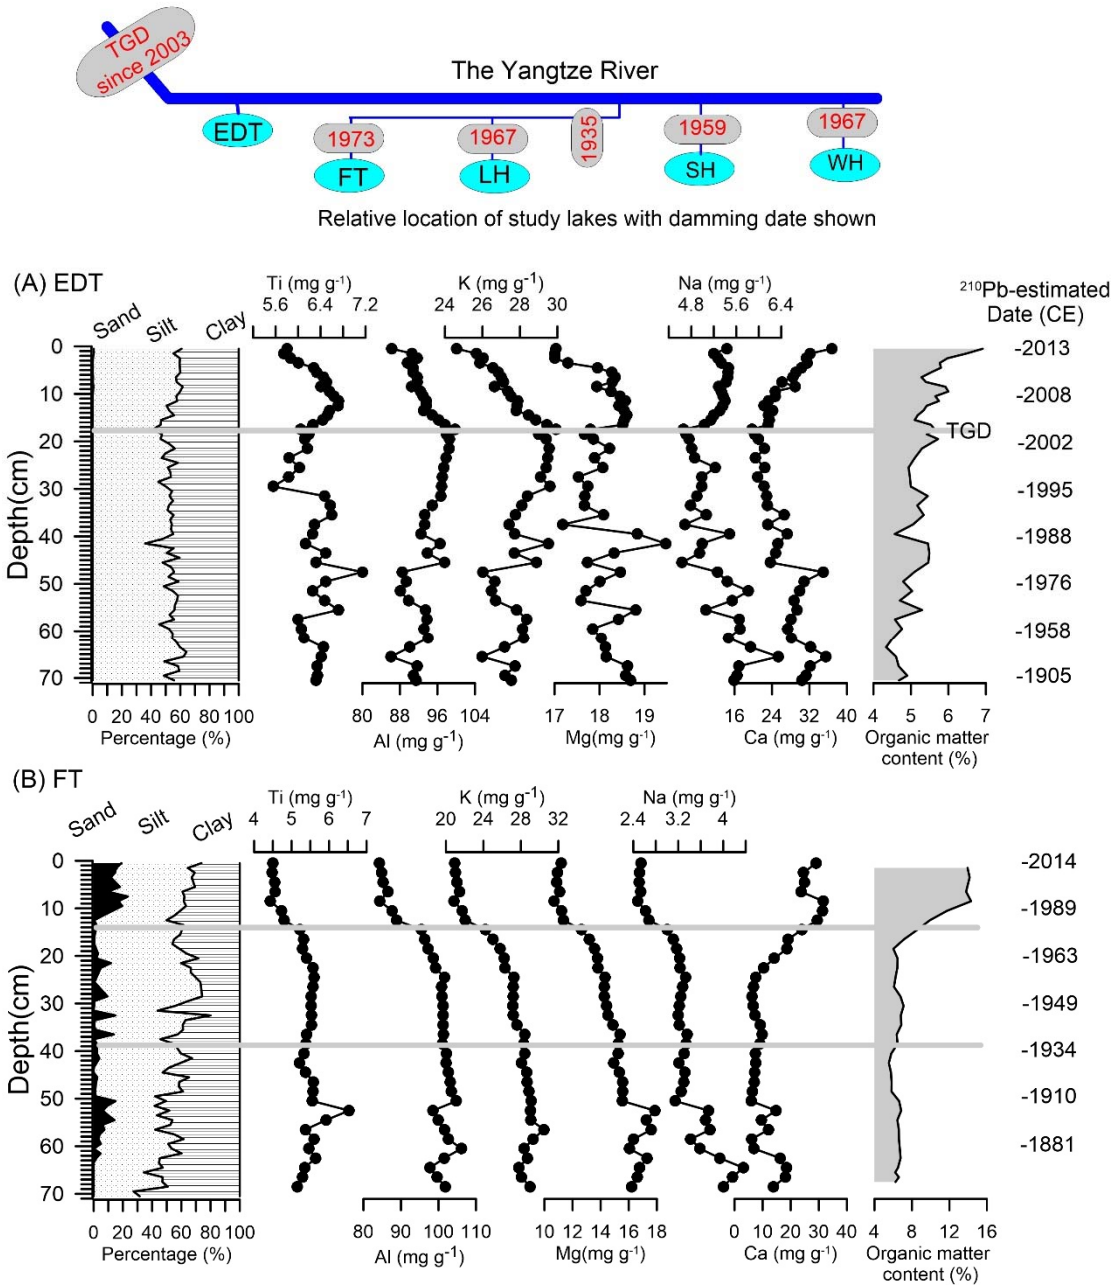 TGD
since 2003
The Yangtze River
EDT
1973
1967
1935
1959
1967
FT
LH
SH
WH
Relative location of study lakes with damming date shown
(A) EDT
Ti (mg g-1)
K (mg g-1)
Na (mg g-1)
210Pb-estimated
Date (CE)
Sand
Silt
Clay
5.6 6.4 7.2
24 26 28 30
4.8 5.6 6.4
Depth(cm)
0
10
20
30
40
50
60
70
-2013
-2008
TGD
-2002
-1995
-1988
-1976
-1958
-1905
0 20 40 60 80 100
Percentage (%)
80 88 96 104
Al (mg g-1)
17 18 19
Mg(mg g-1)
16 24 32 40
Ca (mg g-1)
4 5 6 7
Organic matter
content (%)
(B) FT
Ti (mg g-1)
K (mg g-1)
Na (mg g-1)
Sand
Silt
Clay
4 5 6 7
20 24 28 32
2.4 3.2 4
Depth(cm)
0
10
20
30
40
50
60
70
-2014
-1989
-1963
-1949
-1934
-1910
-1881
0 20 40 60 80 100
Percentage (%)
80 90 100 110
Al (mg g-1)
10 12 14 16 18
Mg(mg g-1)
0 10 20 30 40
Ca (mg g-1)
4 8 12 16
Organic matter
content (%)